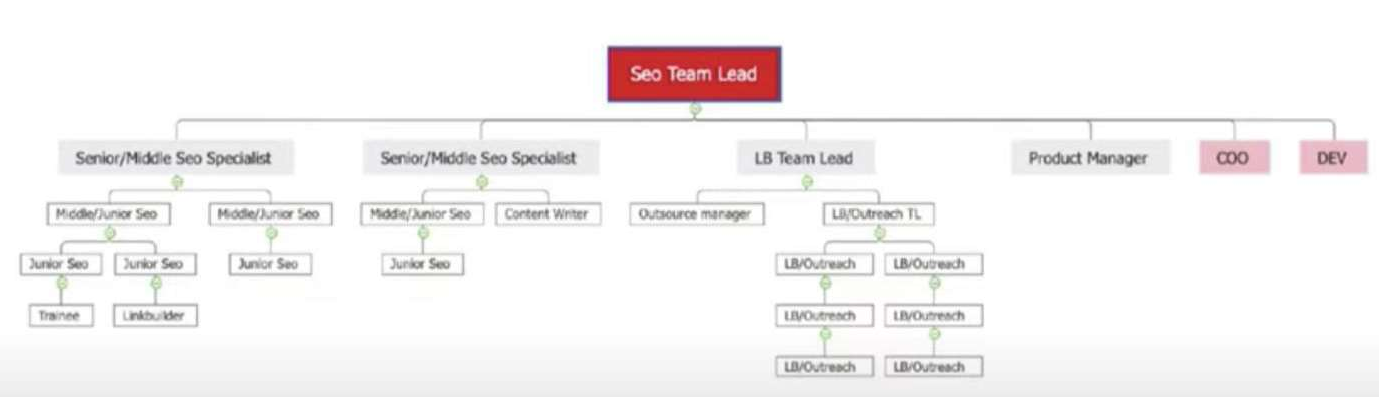 Seo Team Lead
Senior/Middle Seo Specialist
Senior/Middle Seo Specialist
LB Team Lead
Product Manager
COO
DEV
Middle/Junior Seo
Middle/Junior Seo
Middle/Junior Seo
Content Writer
Outsource manager
LB/Outreach TL
Junior Seo
Junior Seo
Junior Seo
Junior Seo
LB/Outreach
LB/Outreach
Trainee
Linkbuilder
LB/Outreach
LB/Outreach
LB/Outreach
LB/Outreach